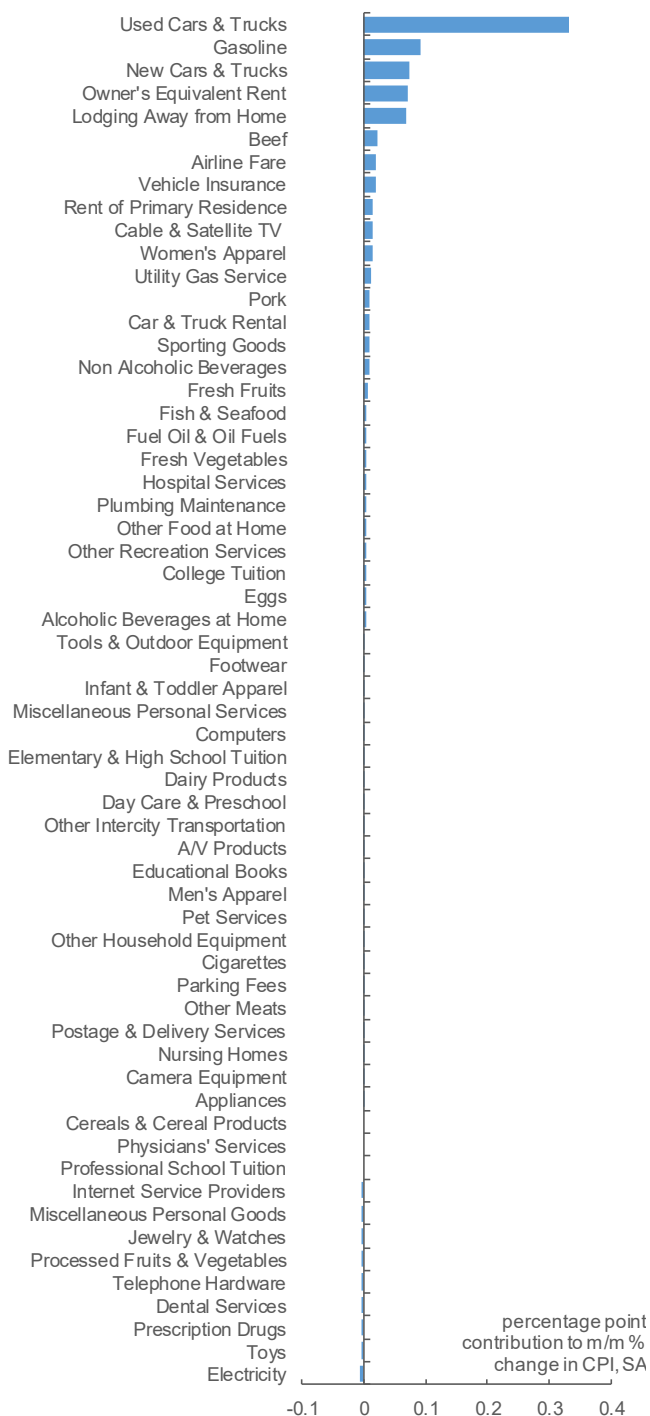 Used Cars & Trucks
Gasoline
New Cars & Trucks
Owner's Equivalent Rent
Lodging Away from Home
Beef
Airline Fare
Vehicle Insurance
Rent of Primary Residence
Cable & Satellite TV
Women's Apparel
Utility Gas Service
Pork
Car & Truck Rental
Sporting Goods
Non Alcoholic Beverages
Fresh Fruits
Fish & Seafood
Fuel Oil & Oil Fuels
Fresh Vegetables
Hospital Services
Plumbing Maintenance
Other Food at Home
Other Recreation Services
College Tuition
Eggs
Alcoholic Beverages at Home
Tools & Outdoor Equipment
Footwear
Infant & Toddler Apparel
Miscellaneous Personal Services
Computers
Elementary & High School Tuition
Dairy Products
Day Care & Preschool
Other Intercity Transportation
A/V Products
Educational Books
Men's Apparel
Pet Services
Other Household Equipment
Cigarettes
Parking Fees
Other Meats
Postage & Delivery Services
Nursing Homes
Camera Equipment
Appliances
Cereals & Cereal Products
Physicians' Services
Professional School Tuition
Internet Service Providers
Miscellaneous Personal Goods
Jewelry & Watches
Processed Fruits & Vegetables
Telephone Hardware
Dental Services
Prescription Drugs
Toys
Electricity
percentage point
contribution to m/m %
change in CPI, SA
-0.1 0 0.1 0.2 0.3 0.4